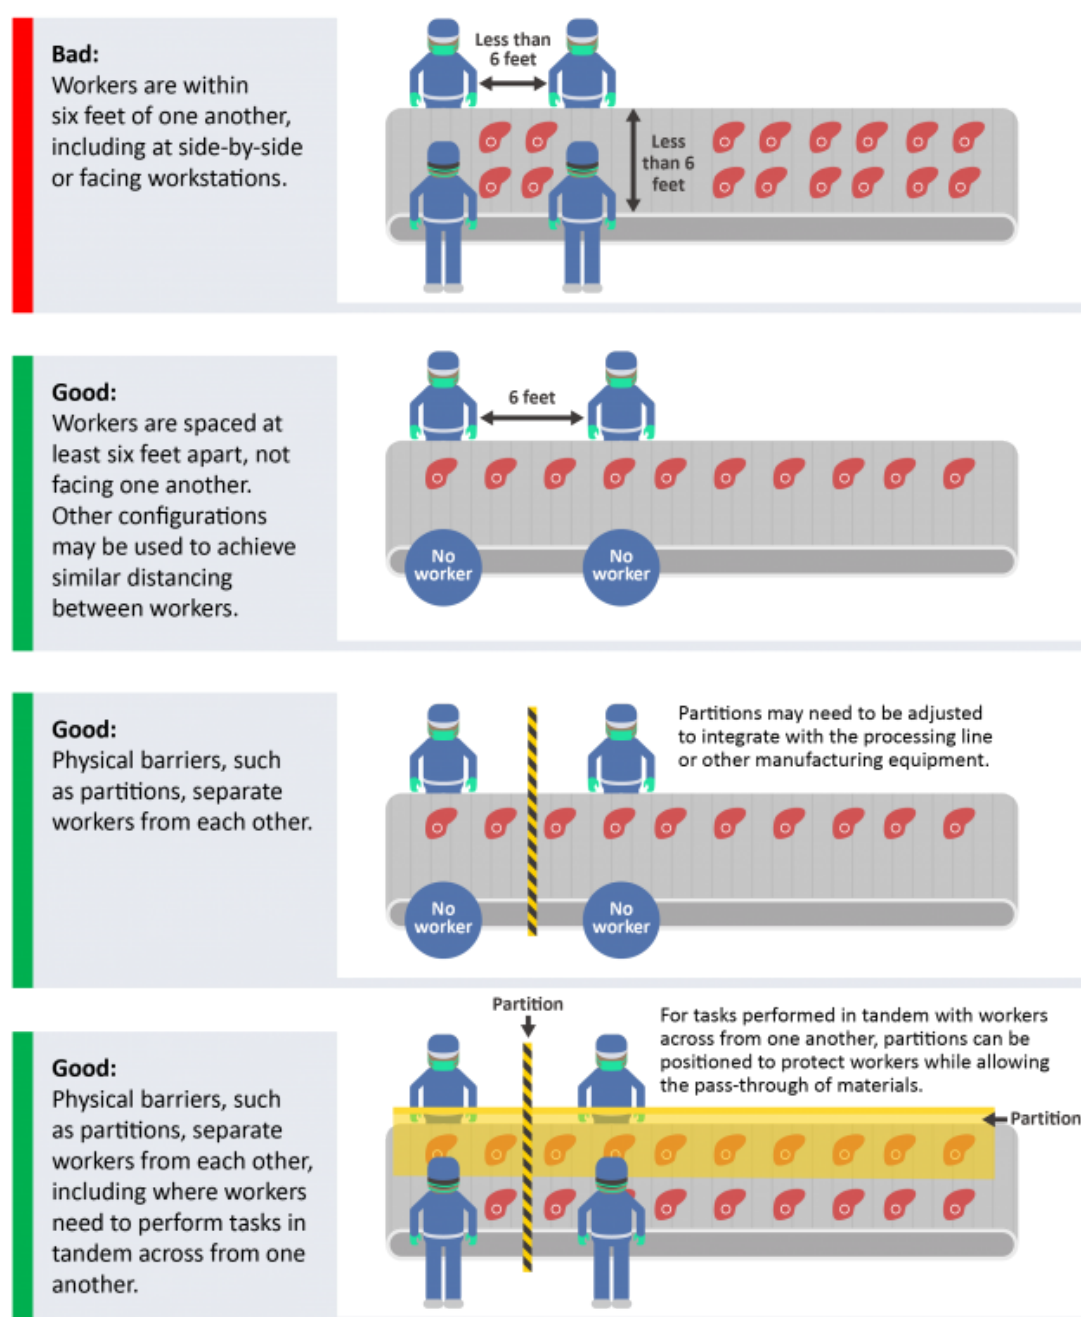 Bad:
Workers are within
six feet of one another,
including at side-by-side
or facing workstations.
Less than
6 feet
Less
than 6
feet
Good:
Workers are spaced at
least six feet apart, not
facing one another.
Other configurations
may be used to achieve
similar distancing
between workers.
6 feet
No
worker
No
worker
Good:
Physical barriers, such
as partitions, separate
workers from each other.
Partitions may need to be adjusted
to integrate with the processing line
or other manufacturing equipment.
No
worker
No
worker
Good:
Physical barriers, such
as partitions, separate
workers from each other,
including where workers
need to perform tasks in
tandem across from one
another.
Partition
For tasks performed in tandem with workers
across from one another, partitions can be
positioned to protect workers while allowing
the pass-through of materials.
Partition